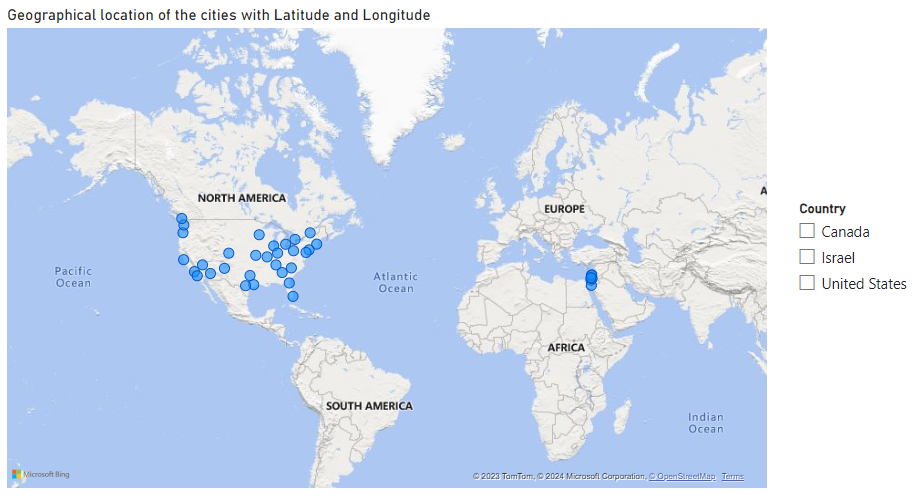 Geographical location of the cities with Latitude and Longitude
NORTH AMERICA
EUROPE
A
Pacific
Ocean
Atlantic
Ocean
AFRICA
SOUTH AMERICA
Indian
Ocean
Microsoft Bing
© 2023 TomTom, © 2024 Microsoft Corporation, © OpenStreetMap Terms
Country
Canada
Israel
United States